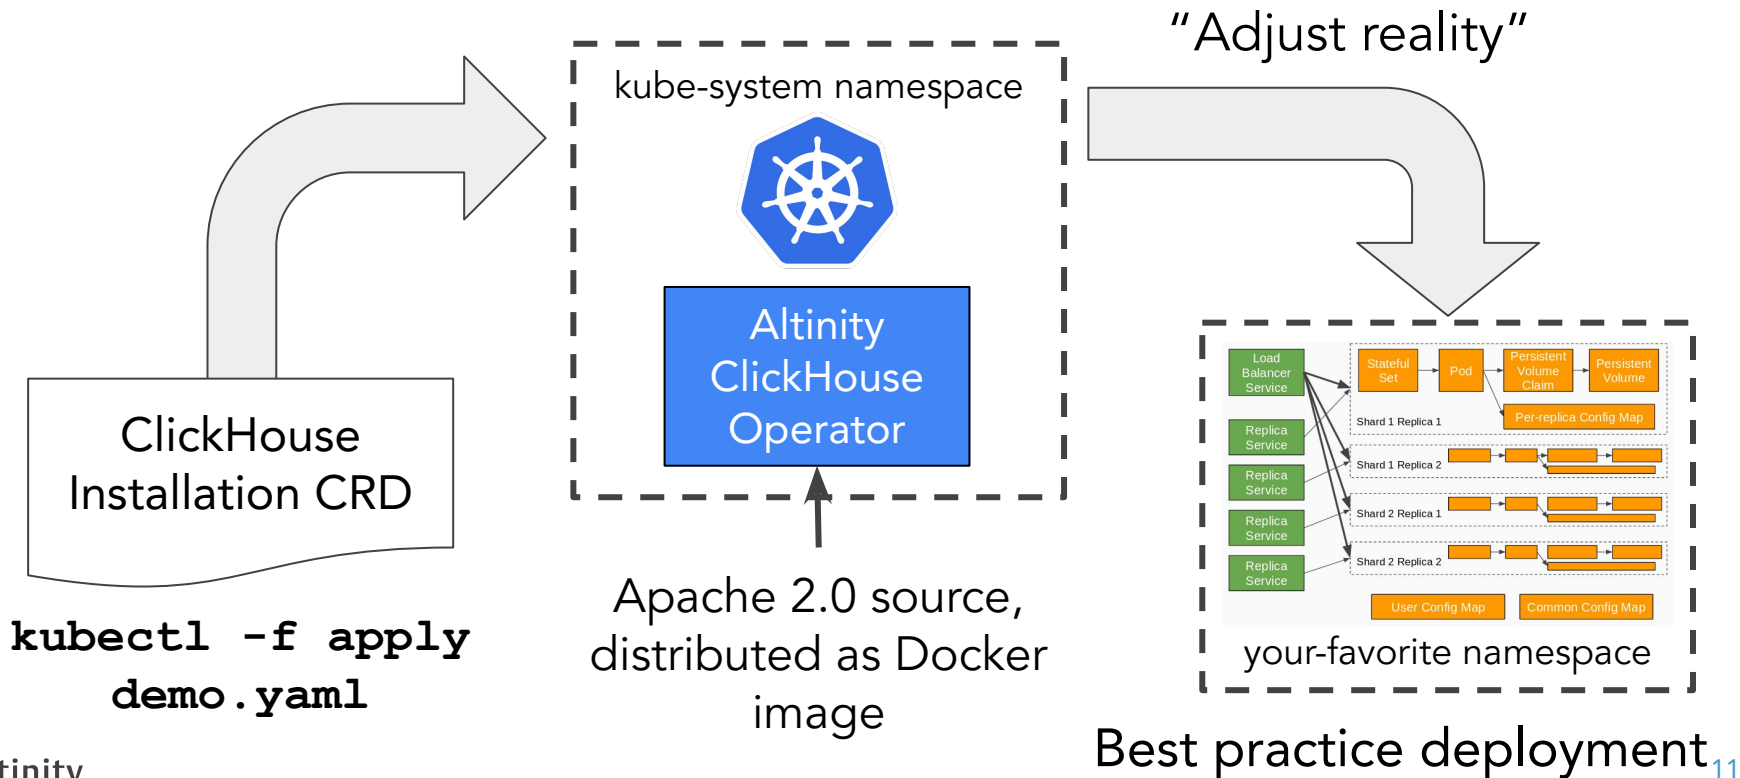 “Adjust reality”
kube-system namespace
Altinity
ClickHouse
Operator
ClickHouse
Installation CRD
kubectl -f apply
demo.yaml
Apache 2.0 source,
distributed as Docker
image
Load
Balancer
Service
Replica
Service
Replica
Service
Replica
Service
Replica
Service
Stateful
Set
Pod
Persistent
Volume
Claim
Persistent
Volume
Per-replica Config Map
Shard 1 Replica 1
Shard 1 Replica 2
Shard 2 Replica 1
Shard 2 Replica 2
User Config Map
Common Config Map
your-favorite namespace
Best practice deployment
11